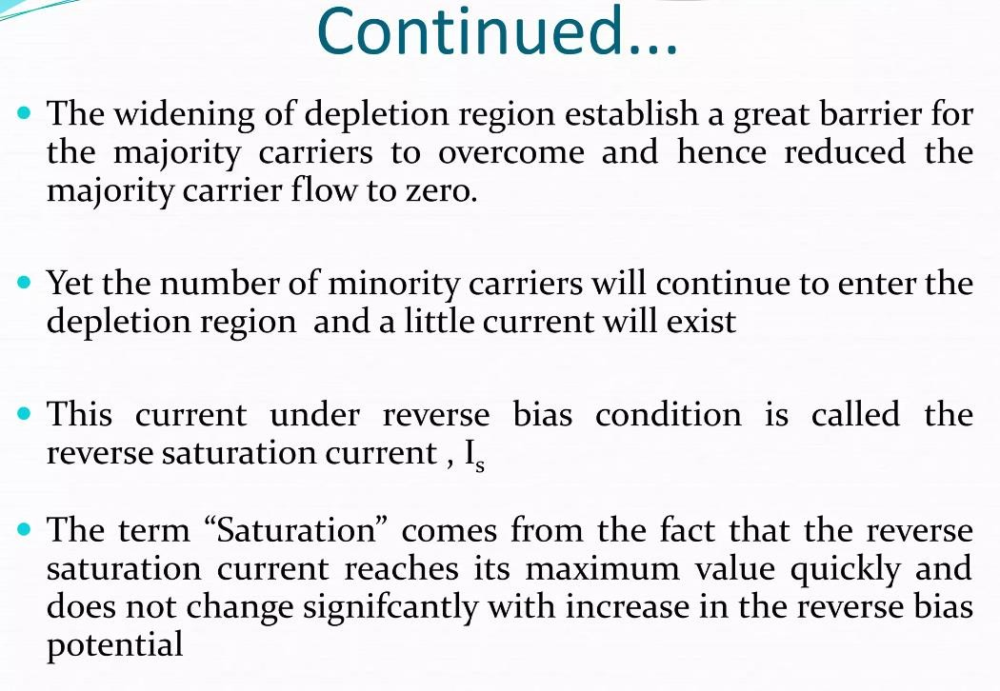 Continued...
• The widening of depletion region establish a great barrier for
the majority carriers to overcome and hence reduced the
majority carrier flow to zero.
• Yet the number of minority carriers will continue to enter the
depletion region  and a little current will exist
• This current under reverse bias condition is called the
reverse saturation current , Is
• The term “Saturation” comes from the fact that the reverse
saturation current reaches its maximum value quickly and
does not change signifcantly with increase in the reverse bias
potential